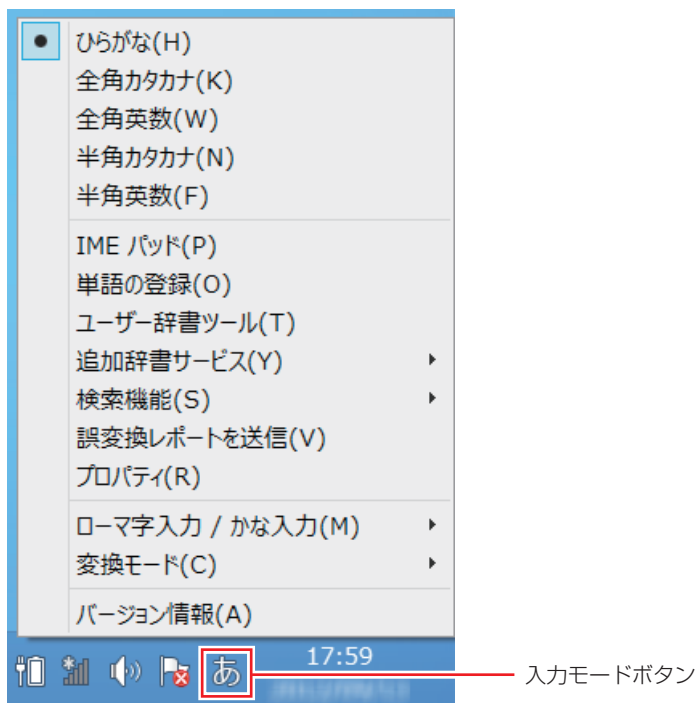 ひらがな(H)
全角カタカナ(K)
全角英数(W)
半角カタカナ(N)
半角英数(F)
IME パッド(P)
単語の登録(O)
ユーザー辞書ツール(T)
追加辞書サービス(Y)
検索機能(S)
誤変換レポートを送信(V)
プロパティ(R)
ローマ字入力 / かな入力(M)
変換モード(C)
バージョン情報(A)
あ
17:59
入力モードボタン